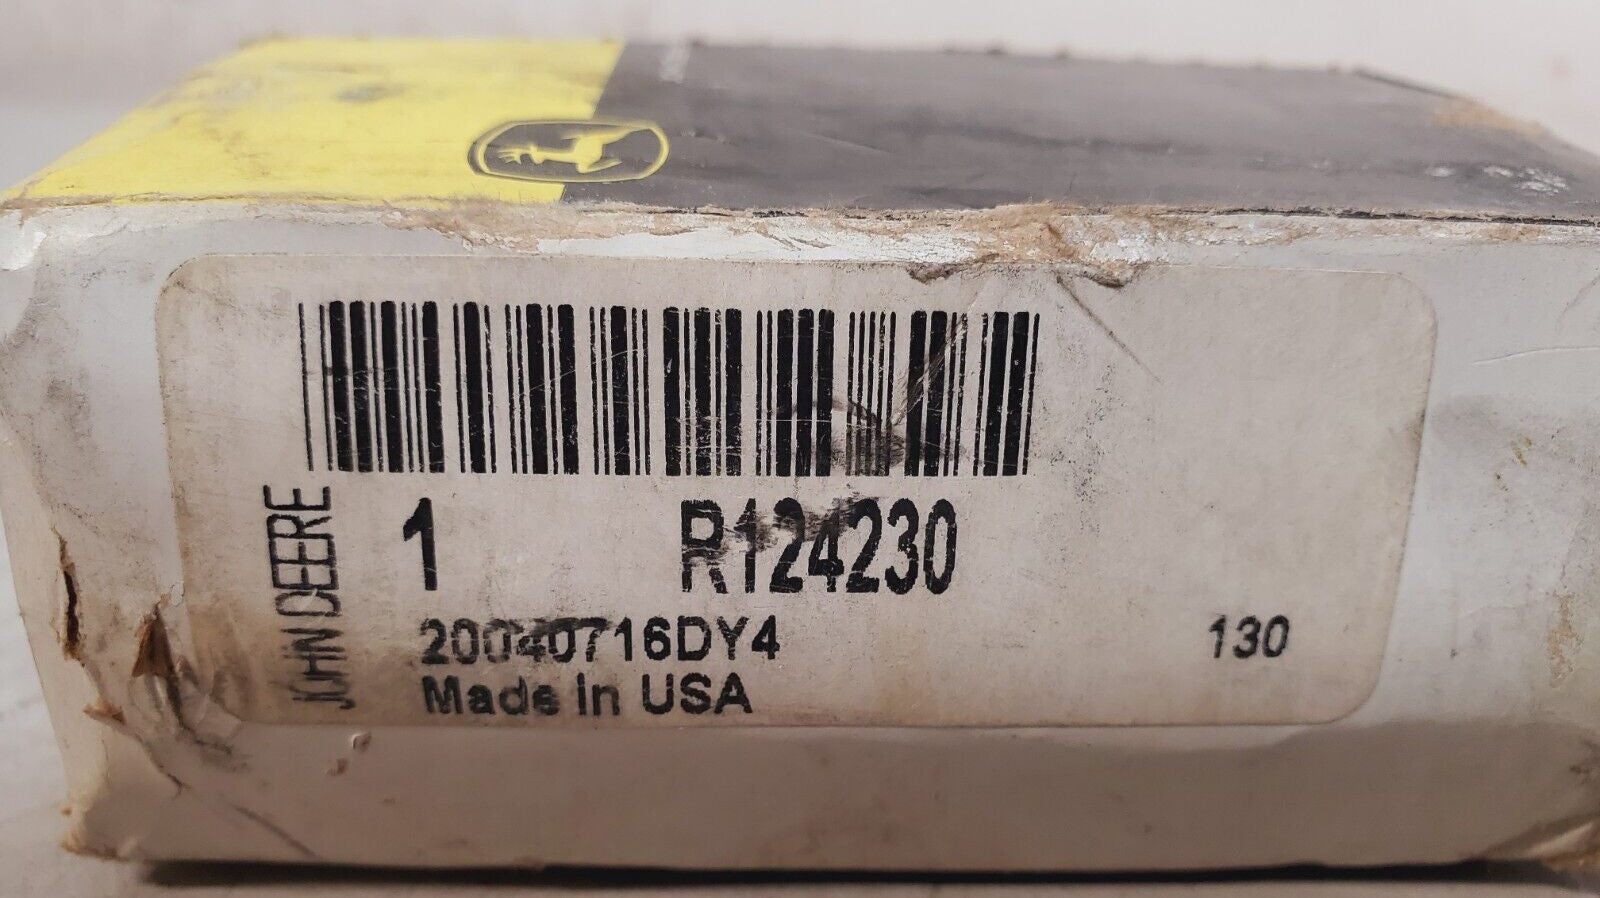 JOHN DEERE
1 R124230
20040716DY4 130
Made in USA